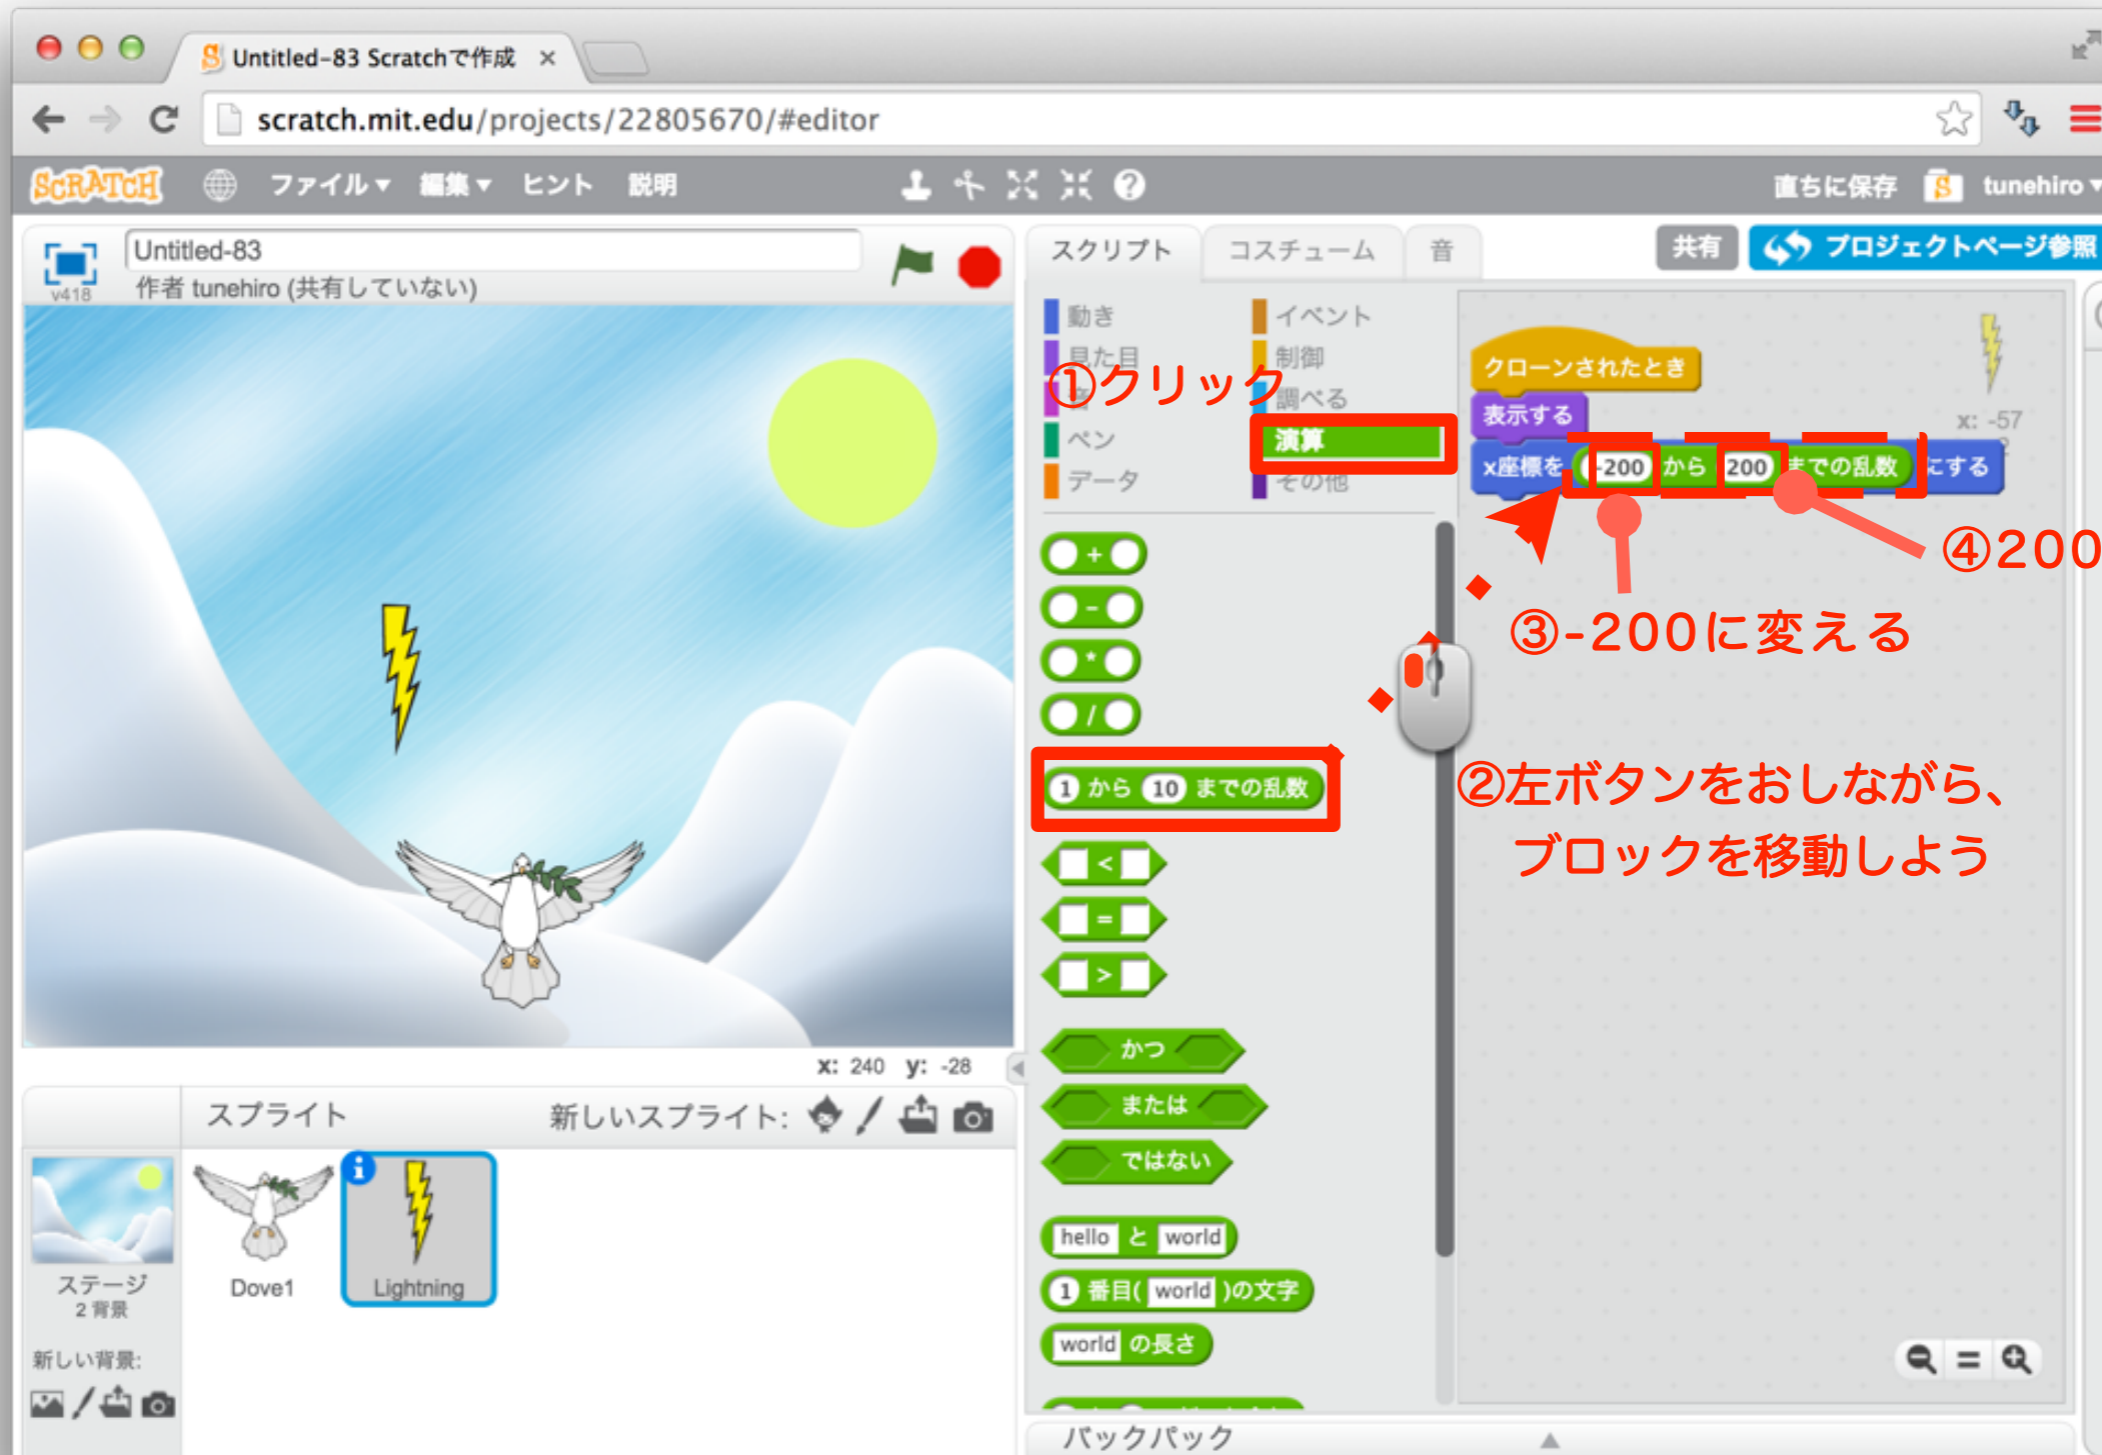 Untitled-83 Scratchで作成 ×
scratch.mit.edu/projects/22805670/#editor
SCRATCH ファイル▼ 編集▼ ヒント 説明 直ちに保存 tunehiro▼
v418
Untitled-83
作者 tunehiro (共有していない)
スクリプト コスチューム 音
共有 プロジェクトページ参照
動き イベント
見た目 制御
①クリック
音 調べる
ペン 演算
データ その他
クローンされたとき
表示する
x: -57
x座標を -200 から 200 までの乱数 にする
④200
③-200に変える
②左ボタンをおしながら、
ブロックを移動しよう
+
-
*
/
1 から 10 までの乱数
<
=
>
かつ
または
ではない
hello と world
1 番目( world )の文字
world の長さ
x: 240 y: -28
スプライト 新しいスプライト:
Dove1
Lightning
ステージ
2 背景
新しい背景:
バックパック